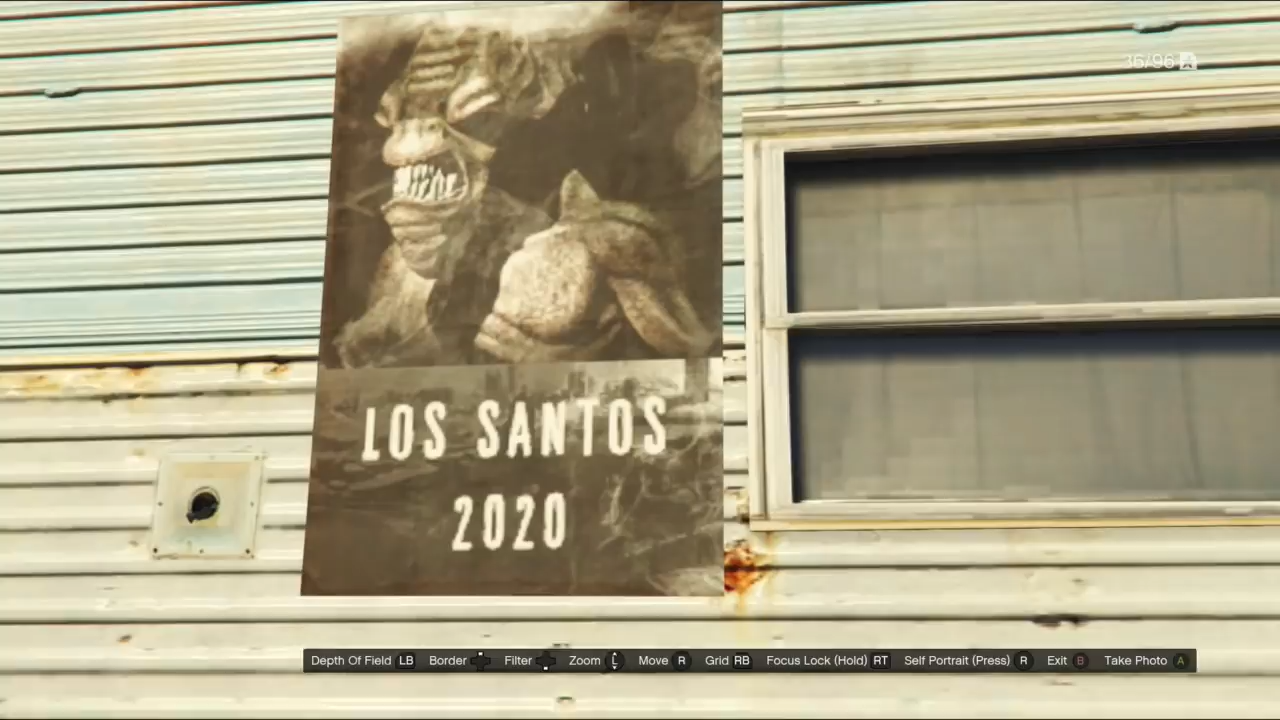 36/96
LOS SANTOS
2020
Depth Of Field LB Border Filter Zoom L Move R Grid RB Focus Lock (Hold) RT Self Portrait (Press) R Exit B Take Photo A